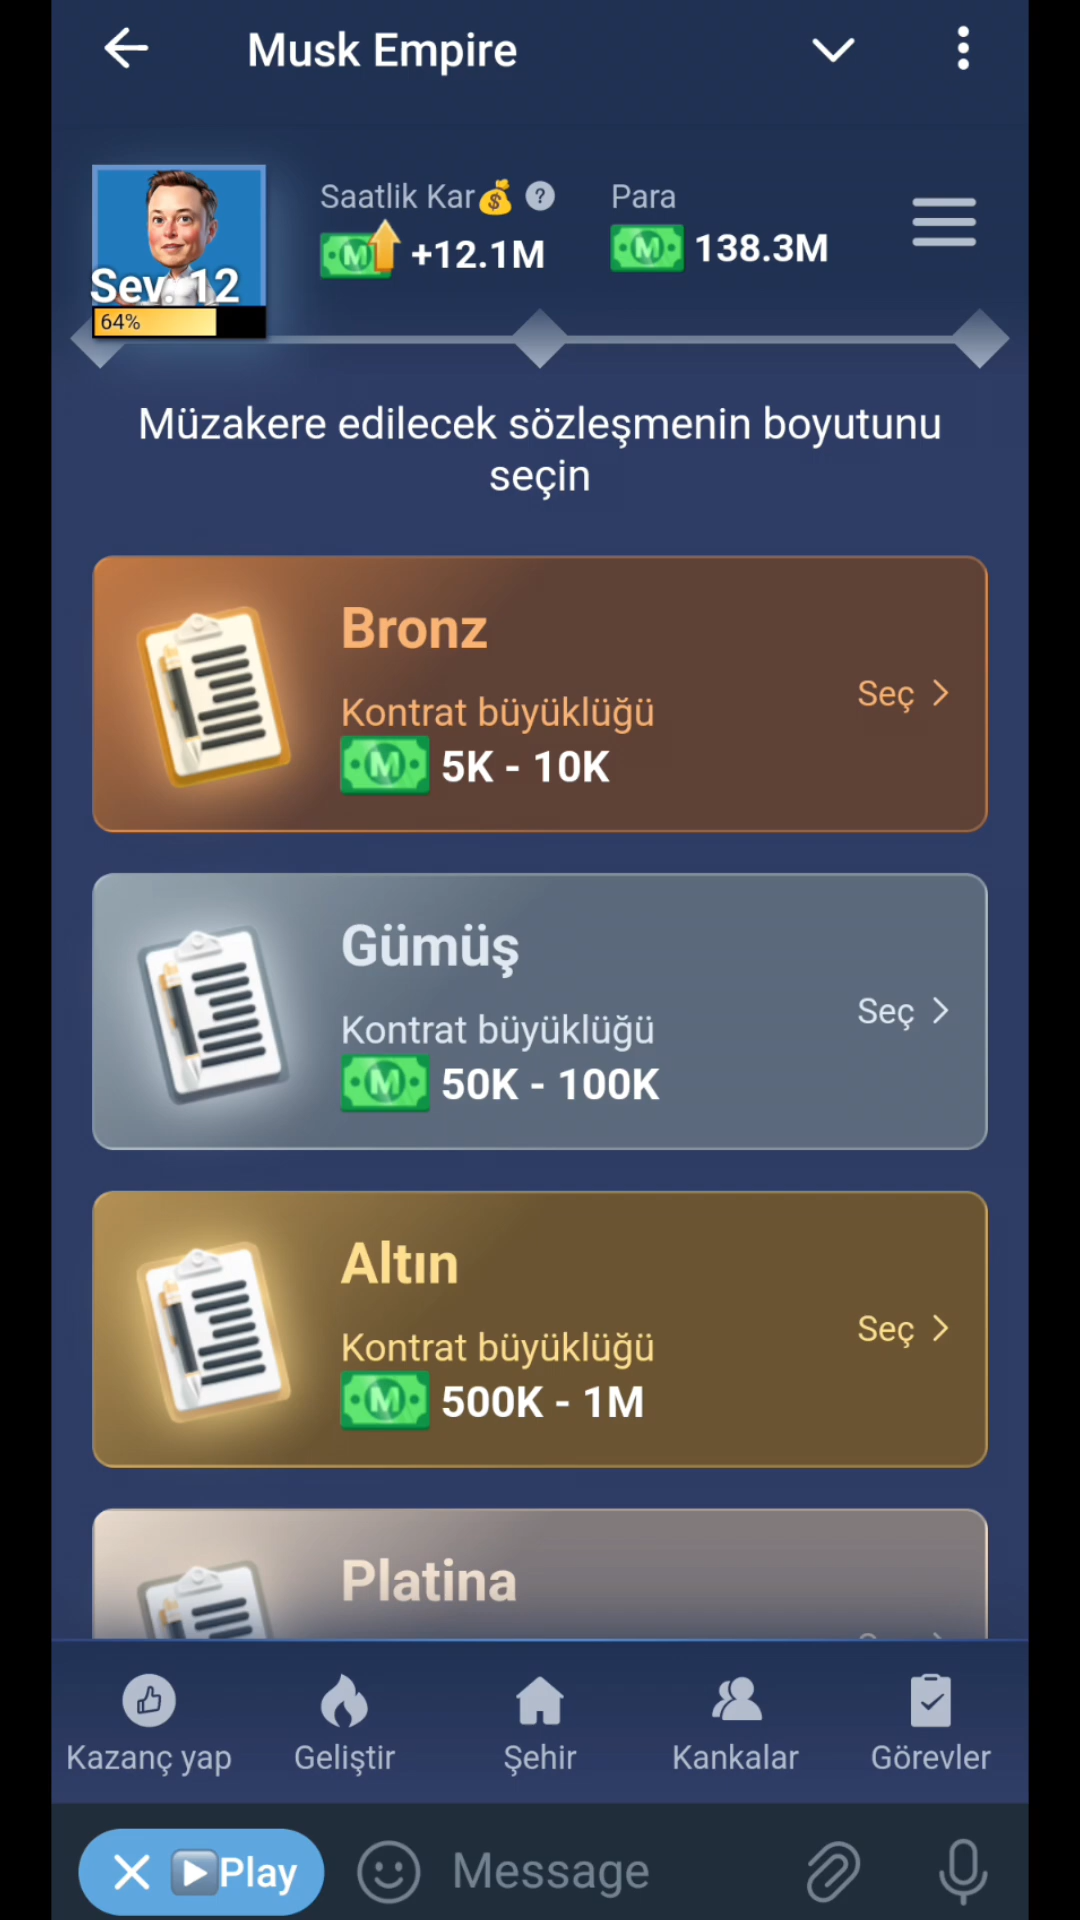 Musk Empire
Saatlik Kar ?
Para
M +12.1M
M 138.3M
Sev. 12
64%
Müzakere edilecek sözleşmenin boyutunu
seçin
Bronz
Kontrat büyüklüğü
Seç
M 5K - 10K
Gümüş
Kontrat büyüklüğü
Seç
M 50K - 100K
Altın
Kontrat büyüklüğü
Seç
M 500K - 1M
Platina
Kazanç yap
Geliştir
Şehir
Kankalar
Görevler
Play
Message